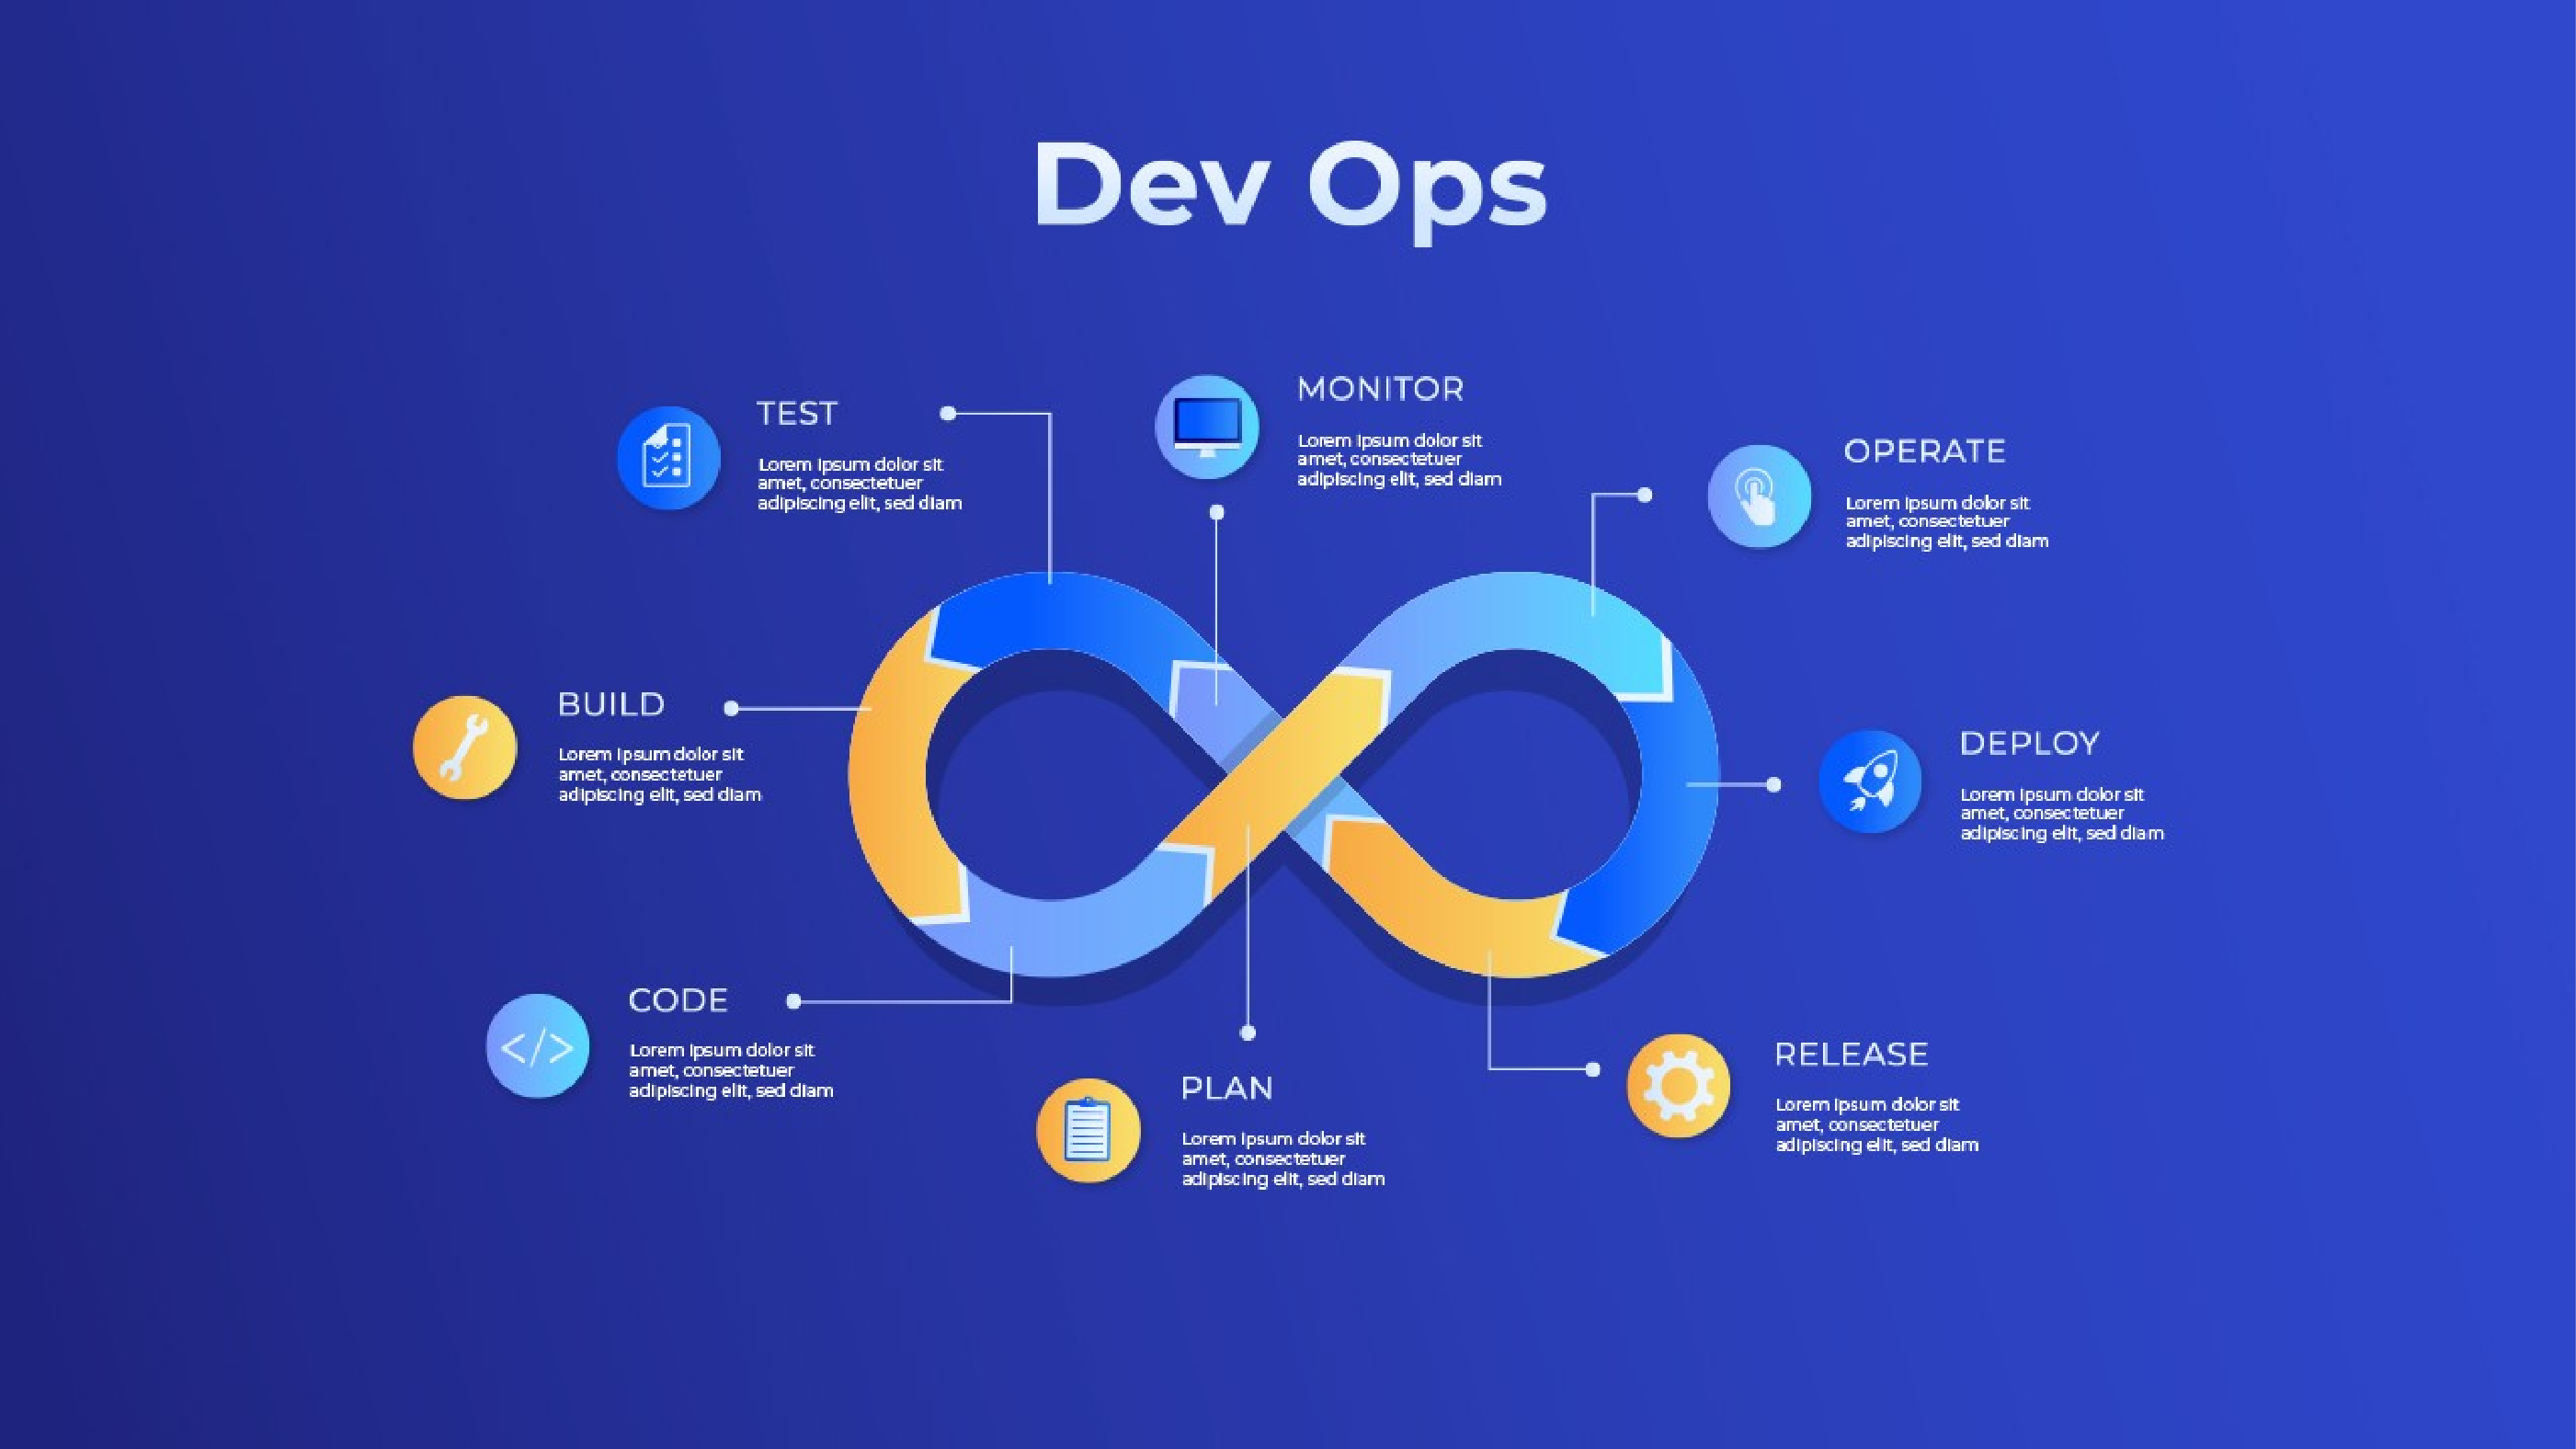 Dev Ops
TEST
Lorem ipsum dolor sit
amet, consectetuer
adipiscing elit, sed diam
MONITOR
Lorem ipsum dolor sit
amet, consectetuer
adipiscing elit, sed diam
OPERATE
Lorem ipsum dolor sit
amet, consectetuer
adipiscing elit, sed diam
BUILD
Lorem ipsum dolor sit
amet, consectetuer
adipiscing elit, sed diam
DEPLOY
Lorem ipsum dolor sit
amet, consectetuer
adipiscing elit, sed diam
CODE
Lorem ipsum dolor sit
amet, consectetuer
adipiscing elit, sed diam
</>
PLAN
Lorem ipsum dolor sit
amet, consectetuer
adipiscing elit, sed diam
RELEASE
Lorem ipsum dolor sit
amet, consectetuer
adipiscing elit, sed diam